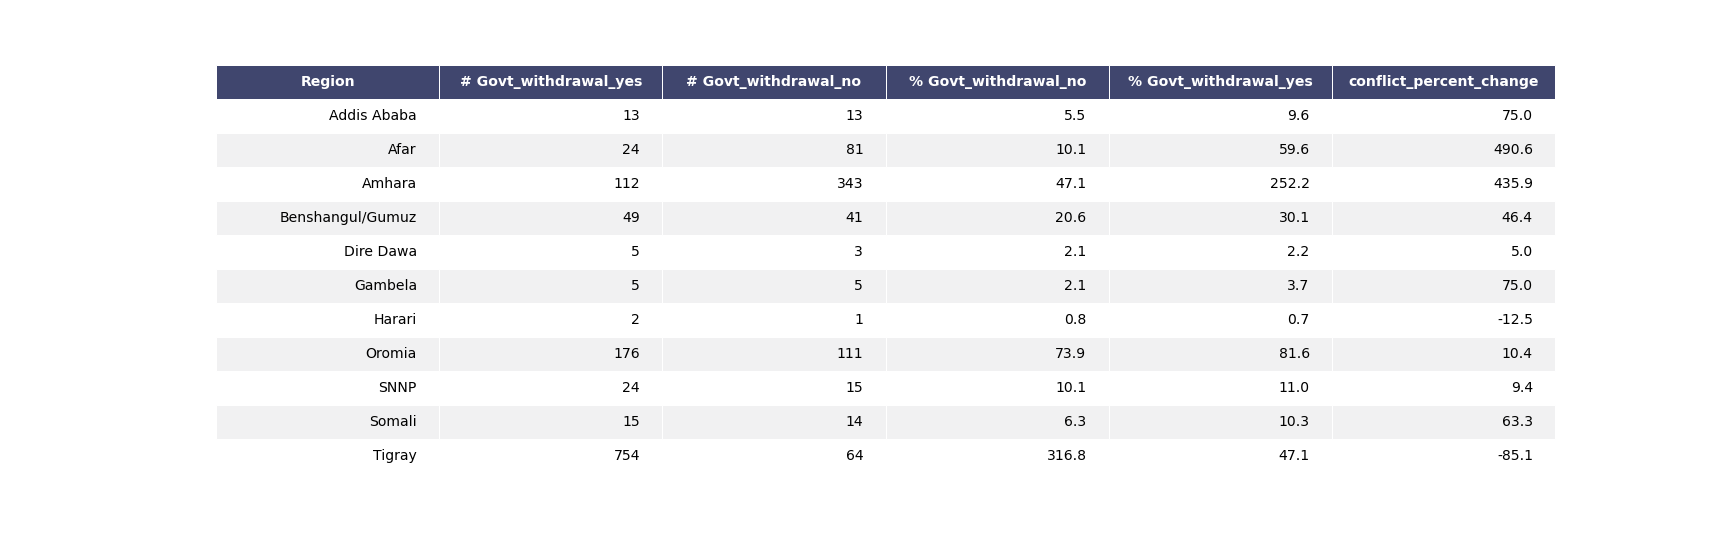 Region # Govt_withdrawal_yes # Govt_withdrawal_no % Govt_withdrawal_no % Govt_withdrawal_yes conflict_percent_change
Addis Ababa 13 13 5.5 9.6 75.0
Afar 24 81 10.1 59.6 490.6
Amhara 112 343 47.1 252.2 435.9
Benshangul/Gumuz 49 41 20.6 30.1 46.4
Dire Dawa 5 3 2.1 2.2 5.0
Gambela 5 5 2.1 3.7 75.0
Harari 2 1 0.8 0.7 -12.5
Oromia 176 111 73.9 81.6 10.4
SNNP 24 15 10.1 11.0 9.4
Somali 15 14 6.3 10.3 63.3
Tigray 754 64 316.8 47.1 -85.1